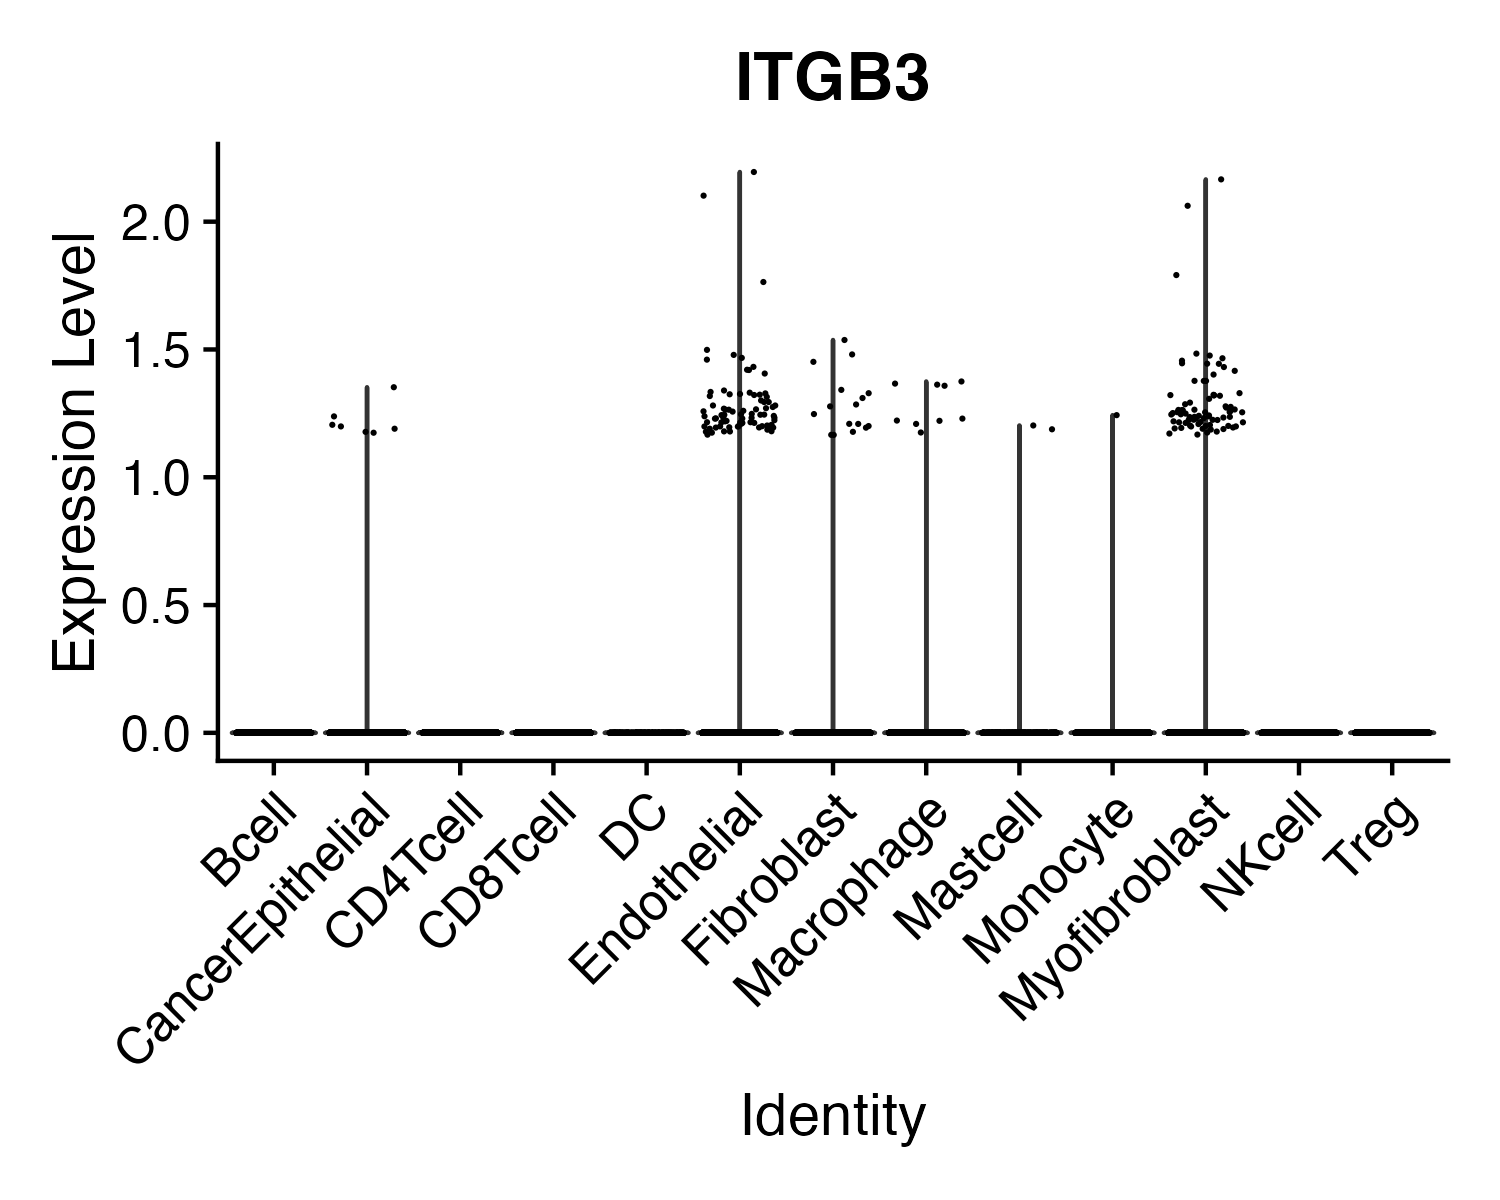 ITGB3
Expression Level
2.0
1.5
1.0
0.5
0.0
Bcell
CancerEpithelial
CD4Tcell
CD8Tcell
DC
Endothelial
Fibroblast
Macrophage
Mastcell
Monocyte
Myofibroblast
NKcell
Treg
Identity